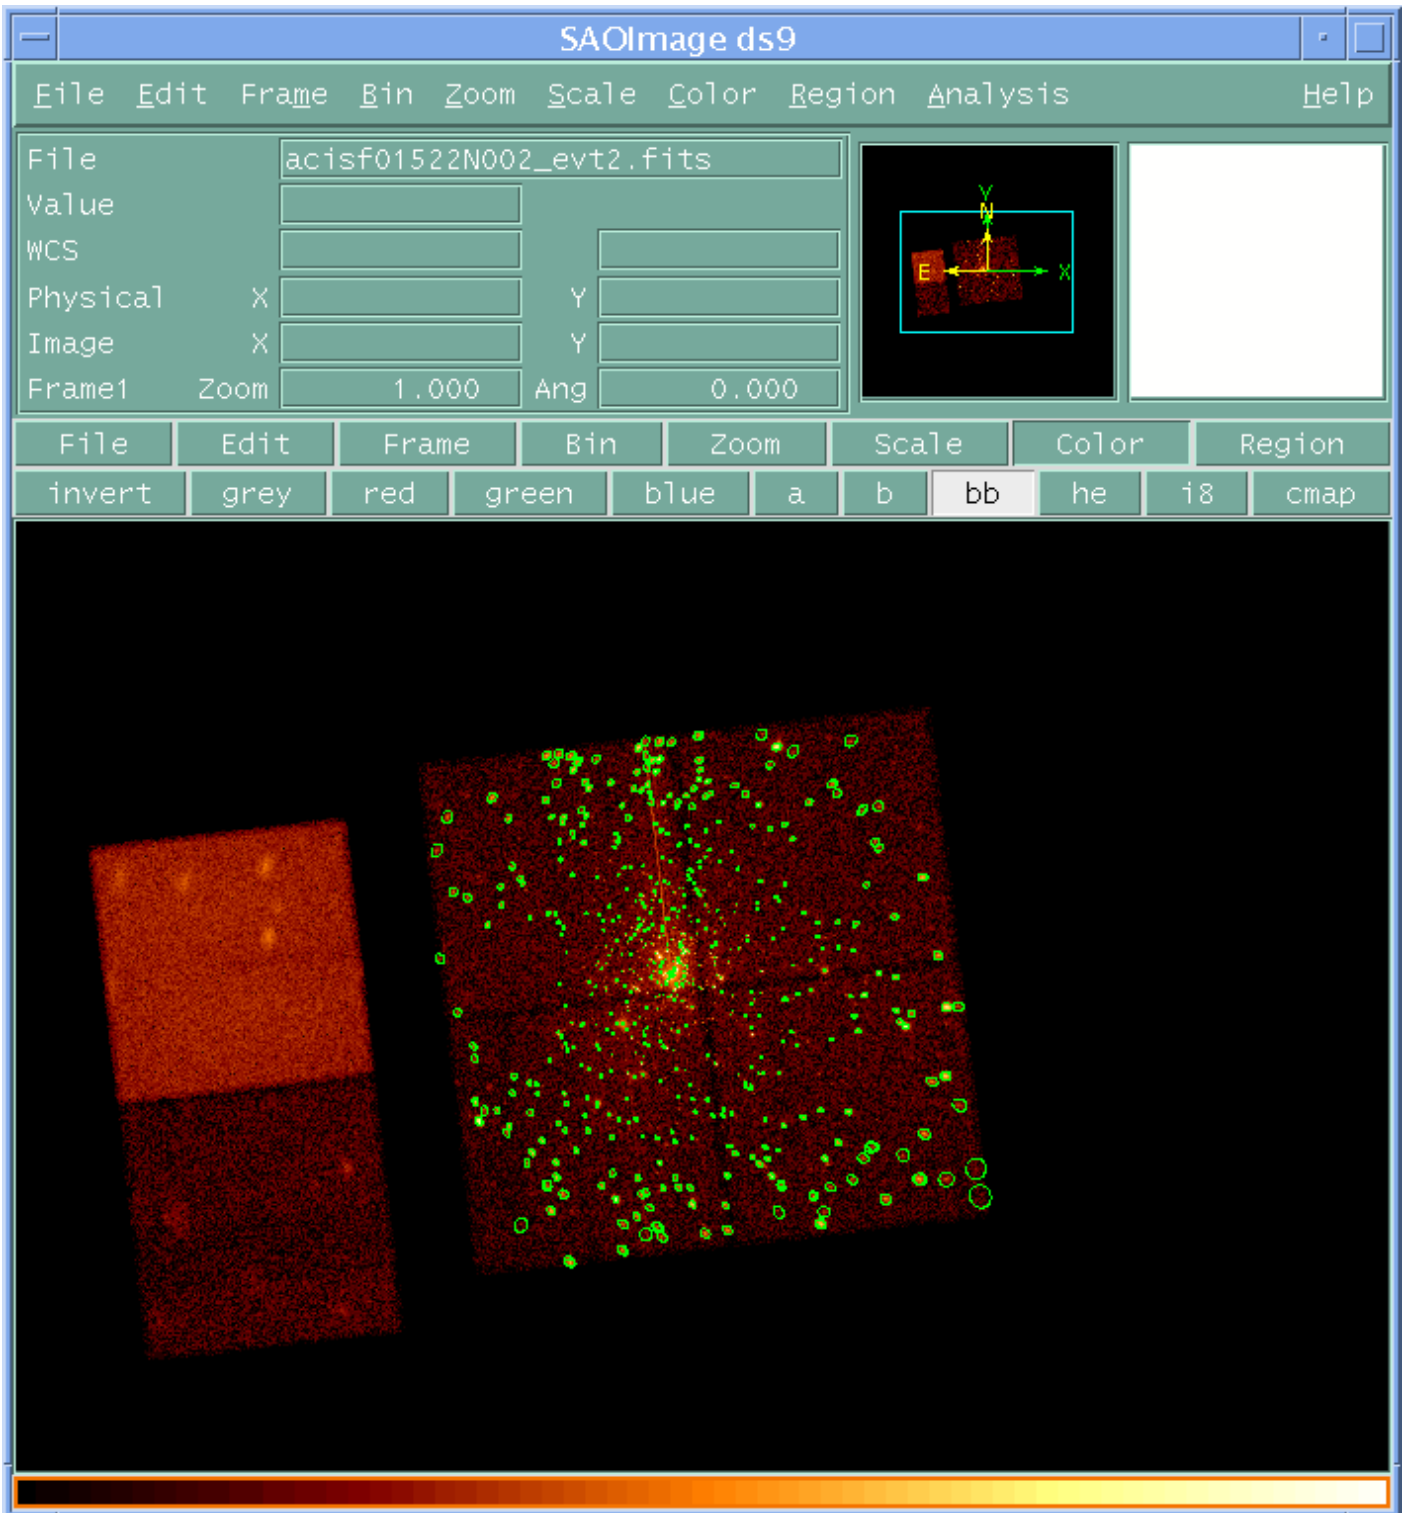 SAOImage ds9
File Edit Frame Bin Zoom Scale Color Region Analysis Help
File acisf01522N002_evt2.fits
Value
WCS
Physical X Y
Image X Y
Frame1 Zoom 1.000 Ang 0.000
Y
N
E X
File Edit Frame Bin Zoom Scale Color Region
invert grey red green blue a b bb he i8 cmap